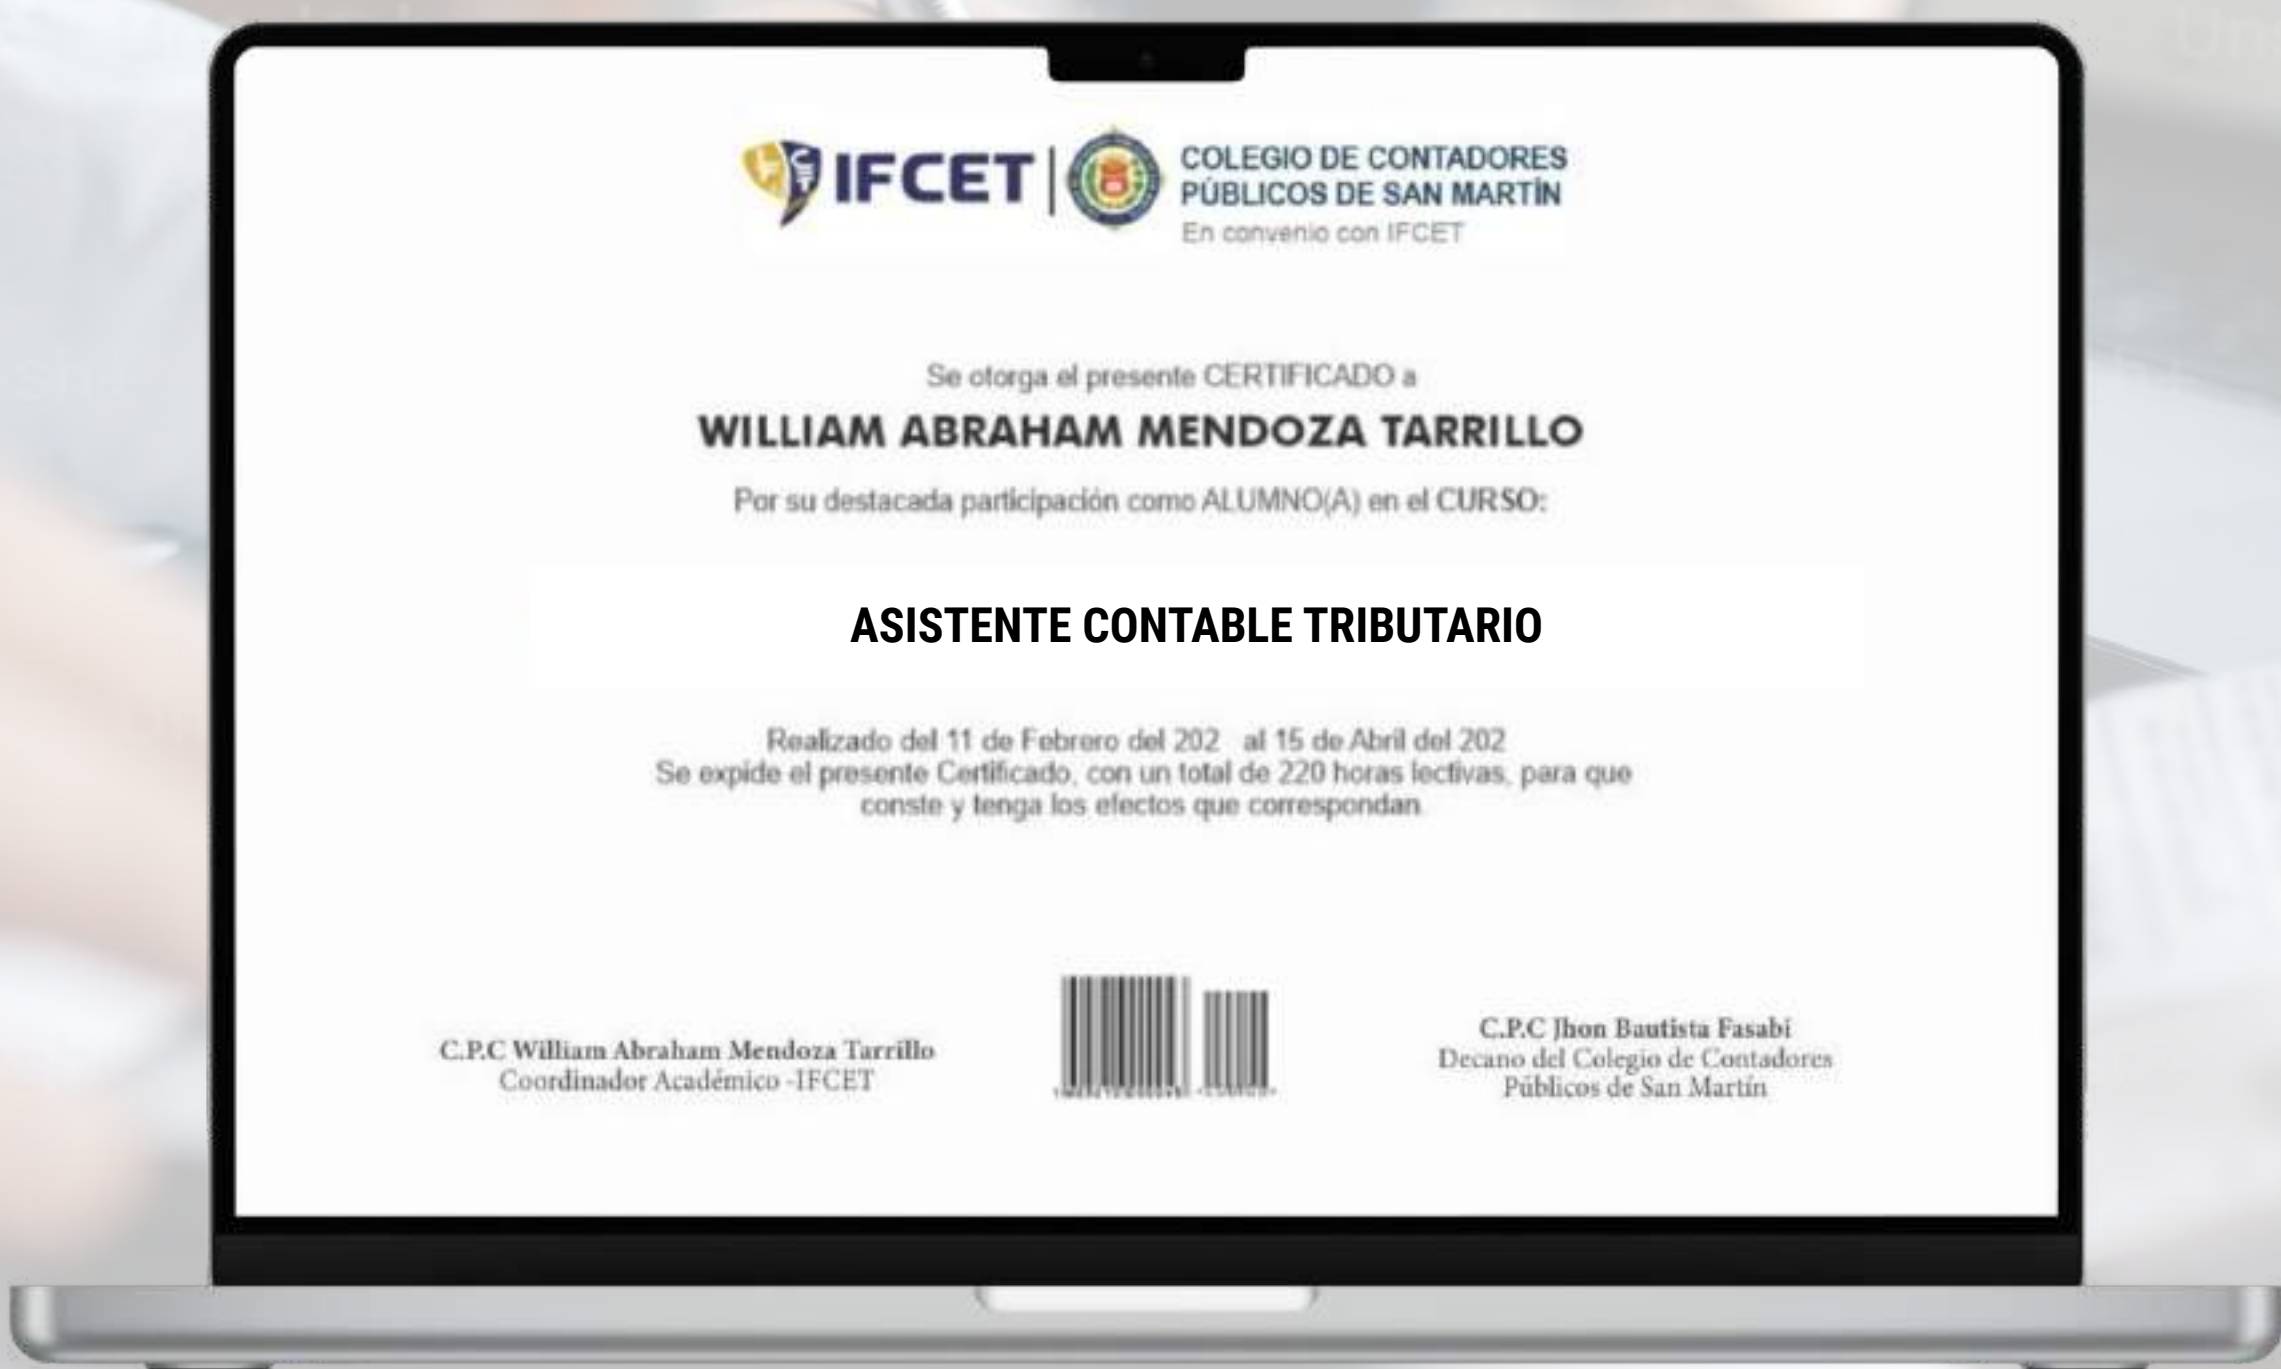 IFCET
COLEGIO DE CONTADORES
PÚBLICOS DE SAN MARTÍN
En convenio con IFCET
Se otorga el presente CERTIFICADO a
WILLIAM ABRAHAM MENDOZA TARRILLO
Por su destacada participación como ALUMNO(A) en el CURSO:
ASISTENTE CONTABLE TRIBUTARIO
Realizado del 11 de Febrero del 202 al 15 de Abril del 202
Se expide el presente Certificado, con un total de 220 horas lectivas, para que
conste y tenga los efectos que correspondan.
C.P.C William Abraham Mendoza Tarrillo
Coordinador Académico -IFCET
C.P.C Jhon Bautista Fasabi
Decano del Colegio de Contadores
Públicos de San Martín